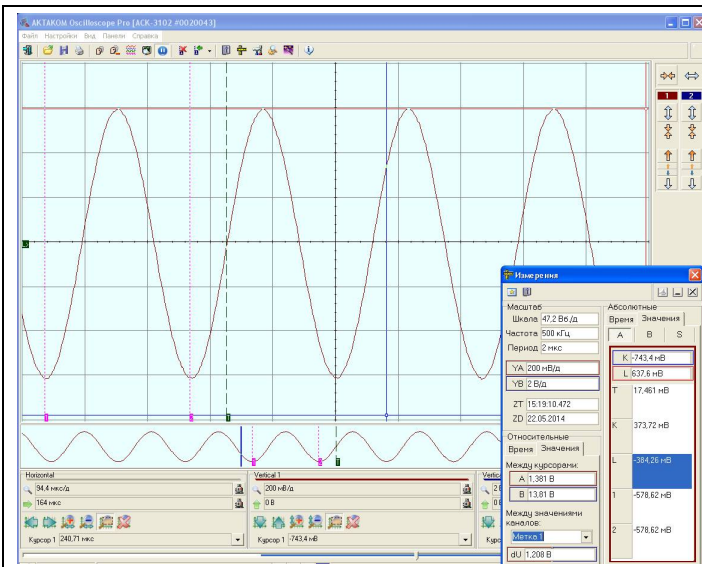 АКТАКОМ Oscilloscope Pro [АСК-3102 #0020043]
Файл Настройки Вид Панели Справка
1 2
Измерения
Масштаб
Шкала 47,2 Вб/д
Частота 500 кГц
Период 2 мкс
YA 200 мВ/д
YB 2 В/д
ZT 15:19:10.472
ZD 22.05.2014
Относительные
Время Значения
Между курсорами:
A 1,381 В
B 13,81 В
Между значениями
каналов:
Метка 1
dU 1,208 В
Абсолютные
Время Значения
A B S
K -743,4 мВ
L 637,6 мВ
T 17,461 мВ
K 373,72 мВ
L -384,26 мВ
1 -578,62 мВ
2 -578,62 мВ
Horizontal
94,4 мкс/д
164 мкс
Курсор 1 240,71 мкс
Vertical 1
200 мВ/д
0 В
Курсор 1 -743,4 мВ